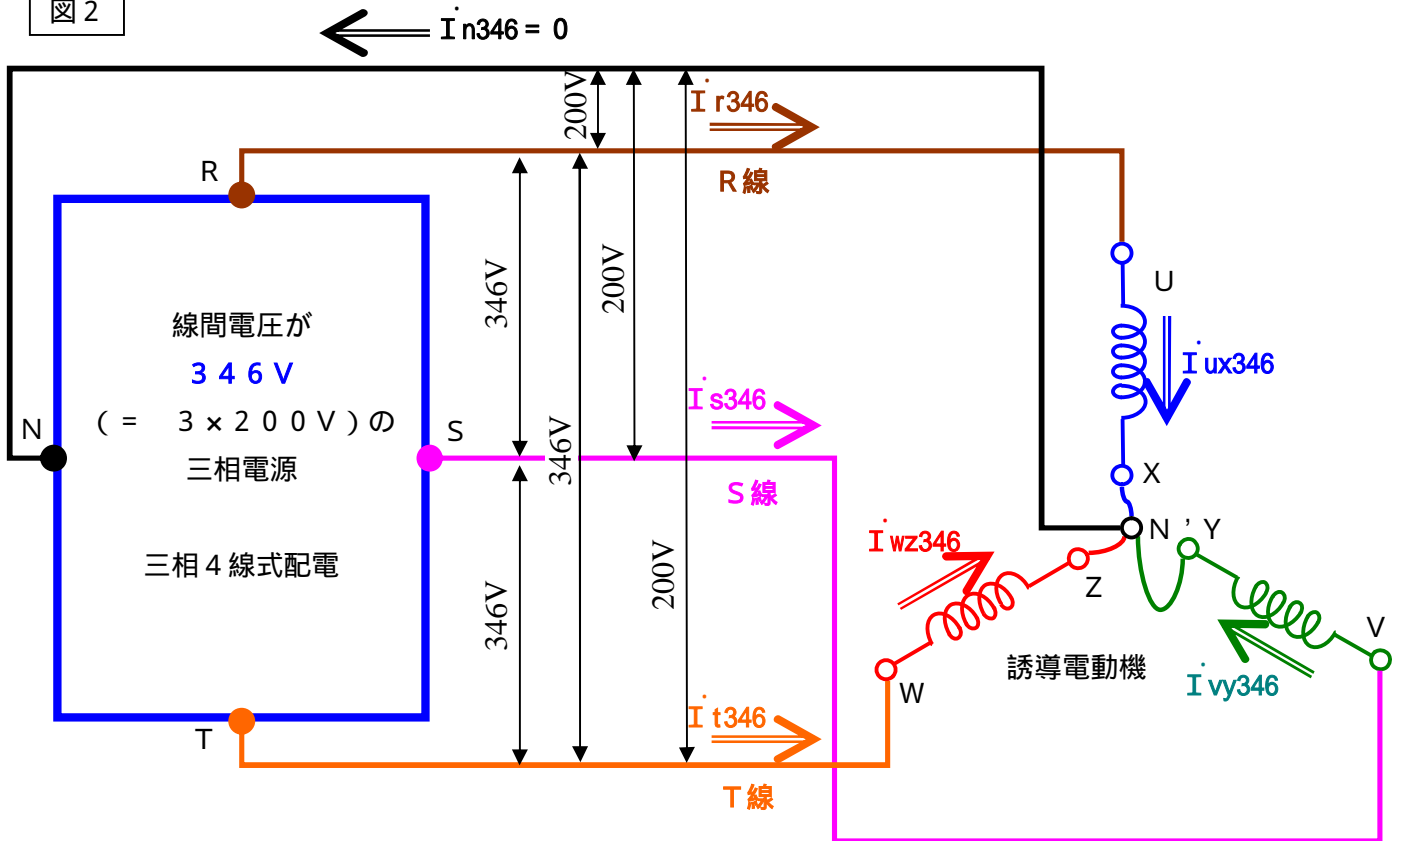 図２
İn346＝０
200V
İr346
R
R線
346V
200V
U
線間電圧が
３４６Ｖ
İux346
（＝　３×２００Ｖ）の
N
S
İs346
346V
三相電源
X
S線
N’Y
İwz346
三相４線式配電
200V
Z
346V
V
誘導電動機
İvy346
W
İt346
T
T線